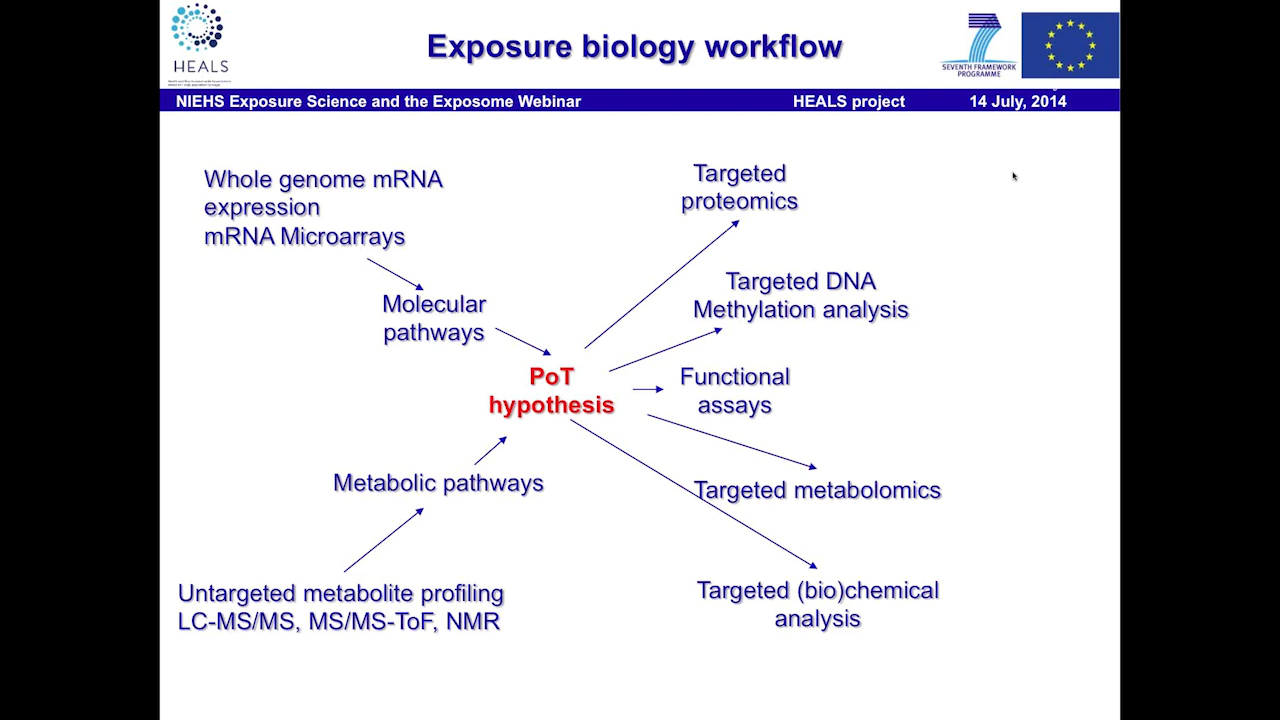 HEALS
Exposure biology workflow
SEVENTH FRAMEWORK
PROGRAMME
NIEHS Exposure Science and the Exposome Webinar
HEALS project
14 July, 2014
Whole genome mRNA
expression
mRNA Microarrays
Molecular
pathways
PoT
hypothesis
Metabolic pathways
Untargeted metabolite profiling
LC-MS/MS, MS/MS-ToF, NMR
Targeted
proteomics
Targeted DNA
Methylation analysis
Functional
assays
Targeted metabolomics
Targeted (bio)chemical
analysis